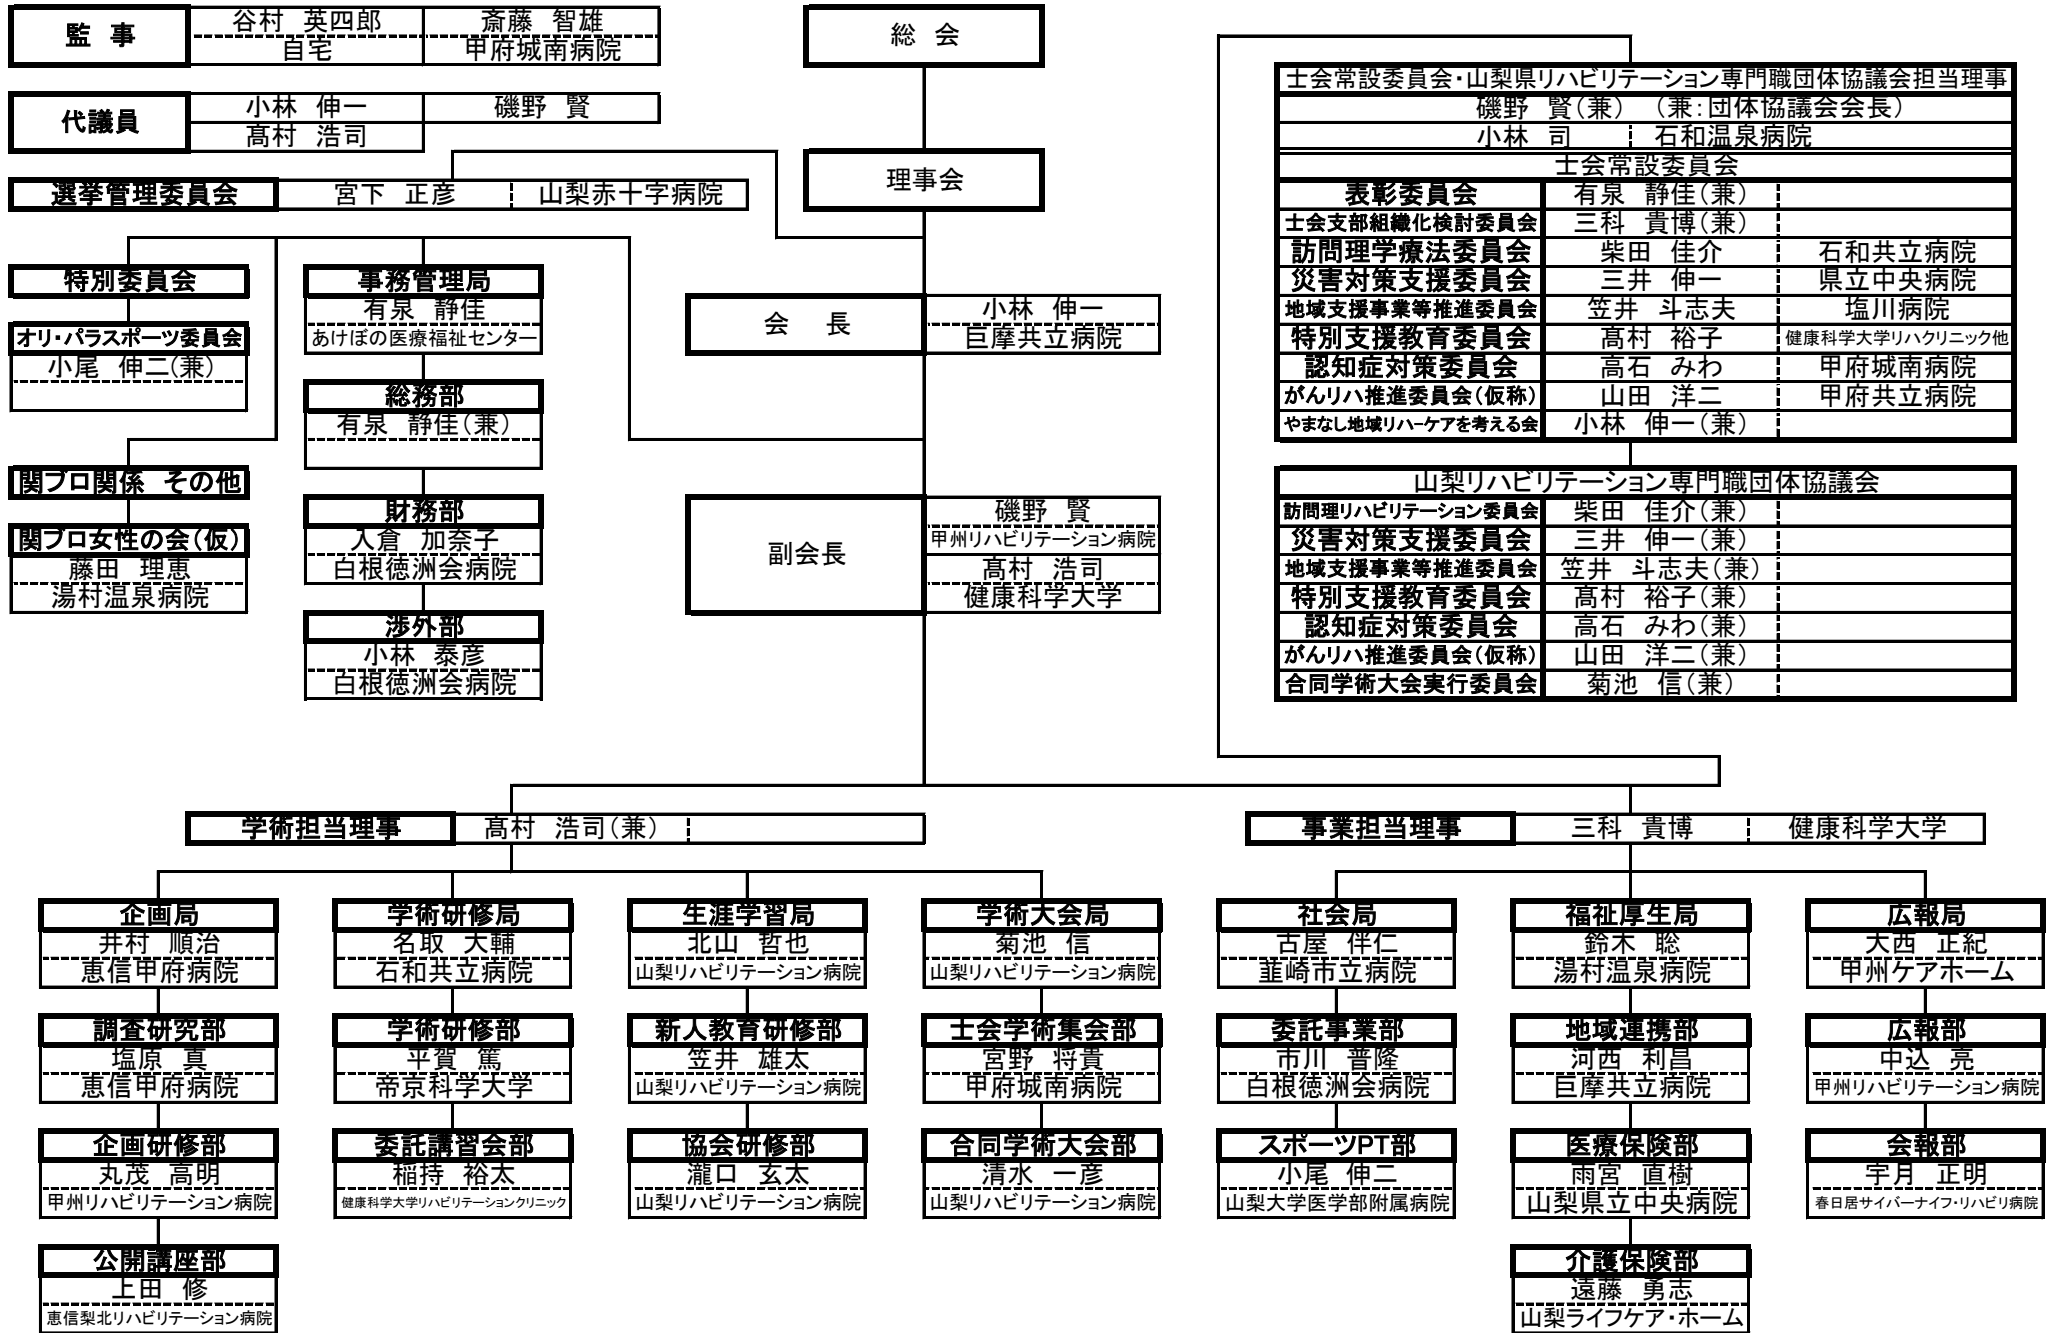 監 事
谷村 英四郎
斎藤 智雄
自宅
甲府城南病院
代議員
小林 伸一
磯野 賢
髙村 浩司
選挙管理委員会
宮下 正彦
山梨赤十字病院
総 会
理事会
会 長
小林 伸一
巨摩共立病院
副会長
磯野 賢
甲州リハビリテーション病院
髙村 浩司
健康科学大学
特別委員会
オリ・パラスポーツ委員会
小尾 伸二(兼)
関ブロ関係 その他
関ブロ女性の会(仮)
藤田 理恵
湯村温泉病院
事務管理局
有泉 静佳
あけぼの医療福祉センター
総務部
有泉 静佳(兼)
財務部
入倉 加奈子
白根徳洲会病院
渉外部
小林 泰彦
白根徳洲会病院
士会常設委員会・山梨県リハビリテーション専門職団体協議会担当理事
磯野 賢(兼) (兼:団体協議会会長)
小林 司 石和温泉病院
士会常設委員会
表彰委員会 有泉 静佳(兼)
士会支部組織化検討委員会 三科 貴博(兼)
訪問理学療法委員会 柴田 佳介 石和共立病院
災害対策支援委員会 三井 伸一 県立中央病院
地域支援事業等推進委員会 笠井 斗志夫 塩川病院
特別支援教育委員会 髙村 裕子 健康科学大学リハクリニック他
認知症対策委員会 高石 みわ 甲府城南病院
がんリハ推進委員会(仮称) 山田 洋二 甲府共立病院
やまなし地域リハーケアを考える会 小林 伸一(兼)
山梨リハビリテーション専門職団体協議会
訪問理リハビリテーション委員会 柴田 佳介(兼)
災害対策支援委員会 三井 伸一(兼)
地域支援事業等推進委員会 笠井 斗志夫(兼)
特別支援教育委員会 髙村 裕子(兼)
認知症対策委員会 高石 みわ(兼)
がんリハ推進委員会(仮称) 山田 洋二(兼)
合同学術大会実行委員会 菊池 信(兼)
学術担当理事 髙村 浩司(兼)
企画局
井村 順治
恵信甲府病院
調査研究部
塩原 真
恵信甲府病院
企画研修部
丸茂 高明
甲州リハビリテーション病院
公開講座部
上田 修
恵信梨北リハビリテーション病院
学術研修局
名取 大輔
石和共立病院
学術研修部
平賀 篤
帝京科学大学
委託講習会部
稲持 裕太
健康科学大学リハビリテーションクリニック
生涯学習局
北山 哲也
山梨リハビリテーション病院
新人教育研修部
笠井 雄太
山梨リハビリテーション病院
協会研修部
瀧口 玄太
山梨リハビリテーション病院
学術大会局
菊池 信
山梨リハビリテーション病院
士会学術集会部
宮野 将貴
甲府城南病院
合同学術大会部
清水 一彦
山梨リハビリテーション病院
事業担当理事 三科 貴博 健康科学大学
社会局
古屋 伴仁
韮崎市立病院
委託事業部
市川 普隆
白根徳洲会病院
スポーツPT部
小尾 伸二
山梨大学医学部附属病院
福祉厚生局
鈴木 聡
湯村温泉病院
地域連携部
河西 利昌
巨摩共立病院
医療保険部
雨宮 直樹
山梨県立中央病院
介護保険部
遠藤 勇志
山梨ライフケア・ホーム
広報局
大西 正紀
甲州ケアホーム
広報部
中込 亮
甲州リハビリテーション病院
会報部
宇月 正明
春日居サイバーナイフ・リハビリ病院